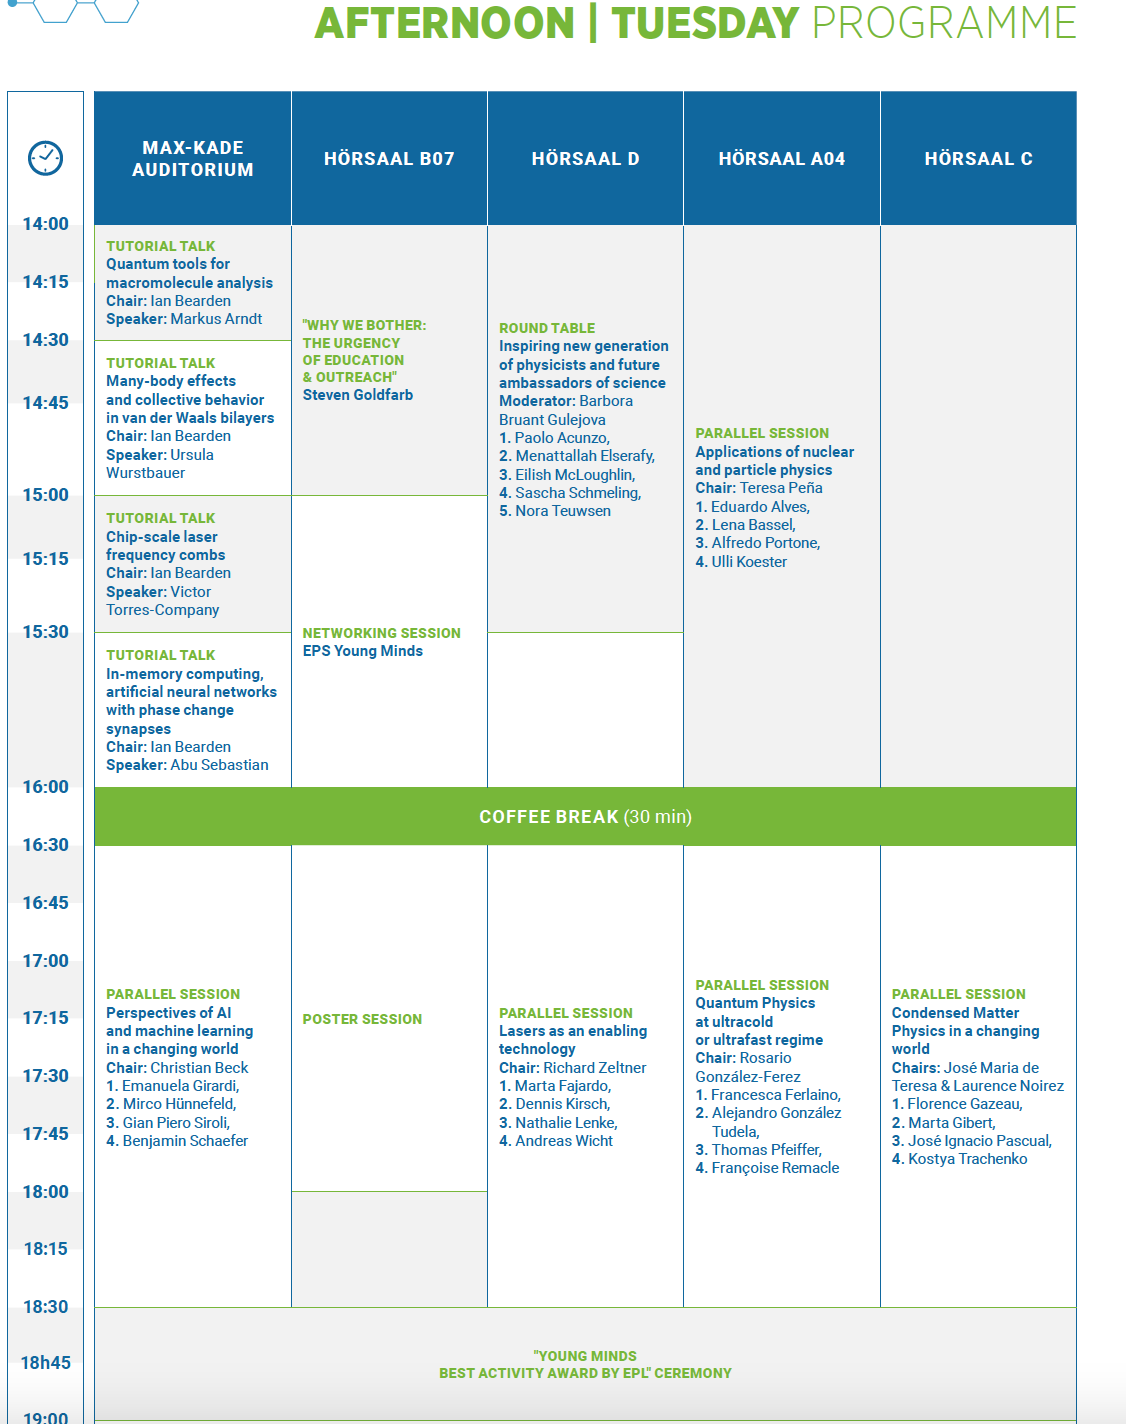 AFTERNOON | TUESDAY PROGRAMME
MAX-KADE
AUDITORIUM
HÖRSAAL B07
HÖRSAAL D
HÖRSAAL A04
HÖRSAAL C
14:00
14:15
14:30
14:45
15:00
15:15
15:30
16:00
16:30
16:45
17:00
17:15
17:30
17:45
18:00
18:15
18:30
18h45
19:00
TUTORIAL TALK
Quantum tools for
macromolecule analysis
Chair: Ian Bearden
Speaker: Markus Arndt
TUTORIAL TALK
Many-body effects
and collective behavior
in van der Waals bilayers
Chair: Ian Bearden
Speaker: Ursula
Wurstbauer
TUTORIAL TALK
Chip-scale laser
frequency combs
Chair: Ian Bearden
Speaker: Victor
Torres-Company
TUTORIAL TALK
In-memory computing,
artificial neural networks
with phase change
synapses
Chair: Ian Bearden
Speaker: Abu Sebastian
"WHY WE BOTHER:
THE URGENCY
OF EDUCATION
& OUTREACH"
Steven Goldfarb
NETWORKING SESSION
EPS Young Minds
ROUND TABLE
Inspiring new generation
of physicists and future
ambassadors of science
Moderator: Barbora
Bruant Gulejova
1. Paolo Acunzo,
2. Menattallah Elserafy,
3. Eilish McLoughlin,
4. Sascha Schmeling,
5. Nora Teuwsen
PARALLEL SESSION
Applications of nuclear
and particle physics
Chair: Teresa Peña
1. Eduardo Alves,
2. Lena Bassel,
3. Alfredo Portone,
4. Ulli Koester
COFFEE BREAK (30 min)
PARALLEL SESSION
Perspectives of AI
and machine learning
in a changing world
Chair: Christian Beck
1. Emanuela Girardi,
2. Mirco Hünnefeld,
3. Gian Piero Siroli,
4. Benjamin Schaefer
POSTER SESSION
PARALLEL SESSION
Lasers as an enabling
technology
Chair: Richard Zeltner
1. Marta Fajardo,
2. Dennis Kirsch,
3. Nathalie Lenke,
4. Andreas Wicht
PARALLEL SESSION
Quantum Physics
at ultracold
or ultrafast regime
Chair: Rosario
González-Ferez
1. Francesca Ferlaino,
2. Alejandro González
Tudela,
3. Thomas Pfeiffer,
4. Françoise Remacle
PARALLEL SESSION
Condensed Matter
Physics in a changing
world
Chairs: José Maria de
Teresa & Laurence Noirez
1. Florence Gazeau,
2. Marta Gibert,
3. José Ignacio Pascual,
4. Kostya Trachenko
"YOUNG MINDS
BEST ACTIVITY AWARD BY EPL" CEREMONY